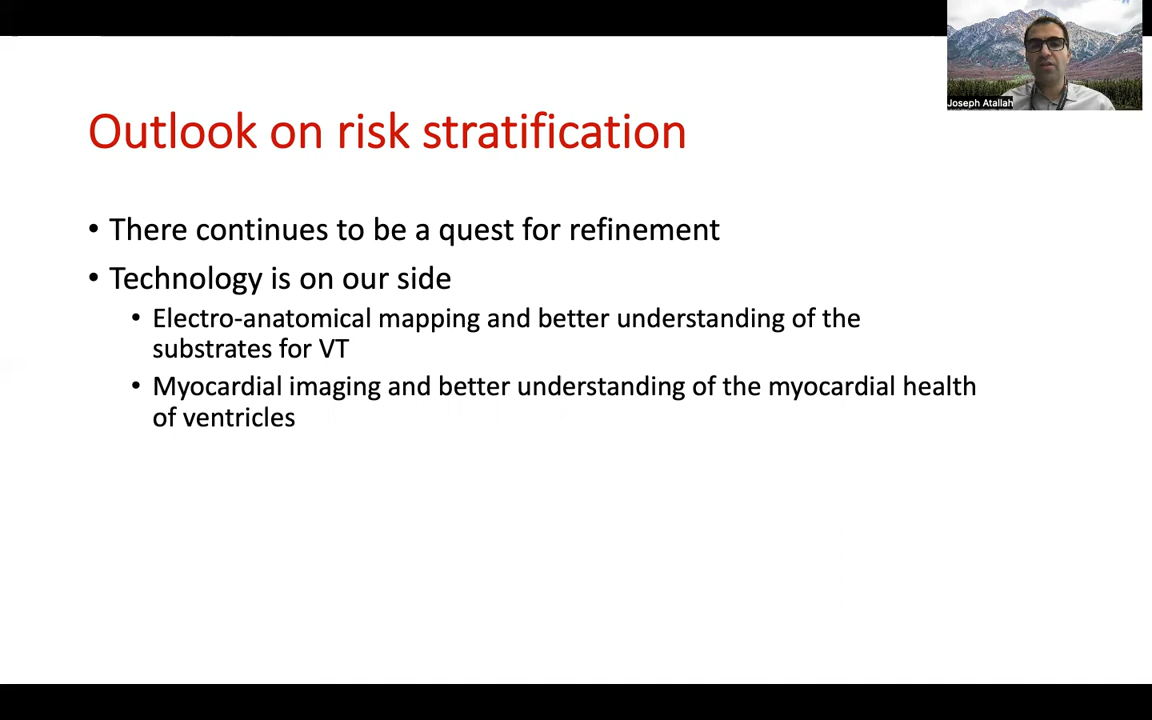 Joseph Atallah
Outlook on risk stratification
• There continues to be a quest for refinement
• Technology is on our side
• Electro-anatomical mapping and better understanding of the
substrates for VT
• Myocardial imaging and better understanding of the myocardial health
of ventricles